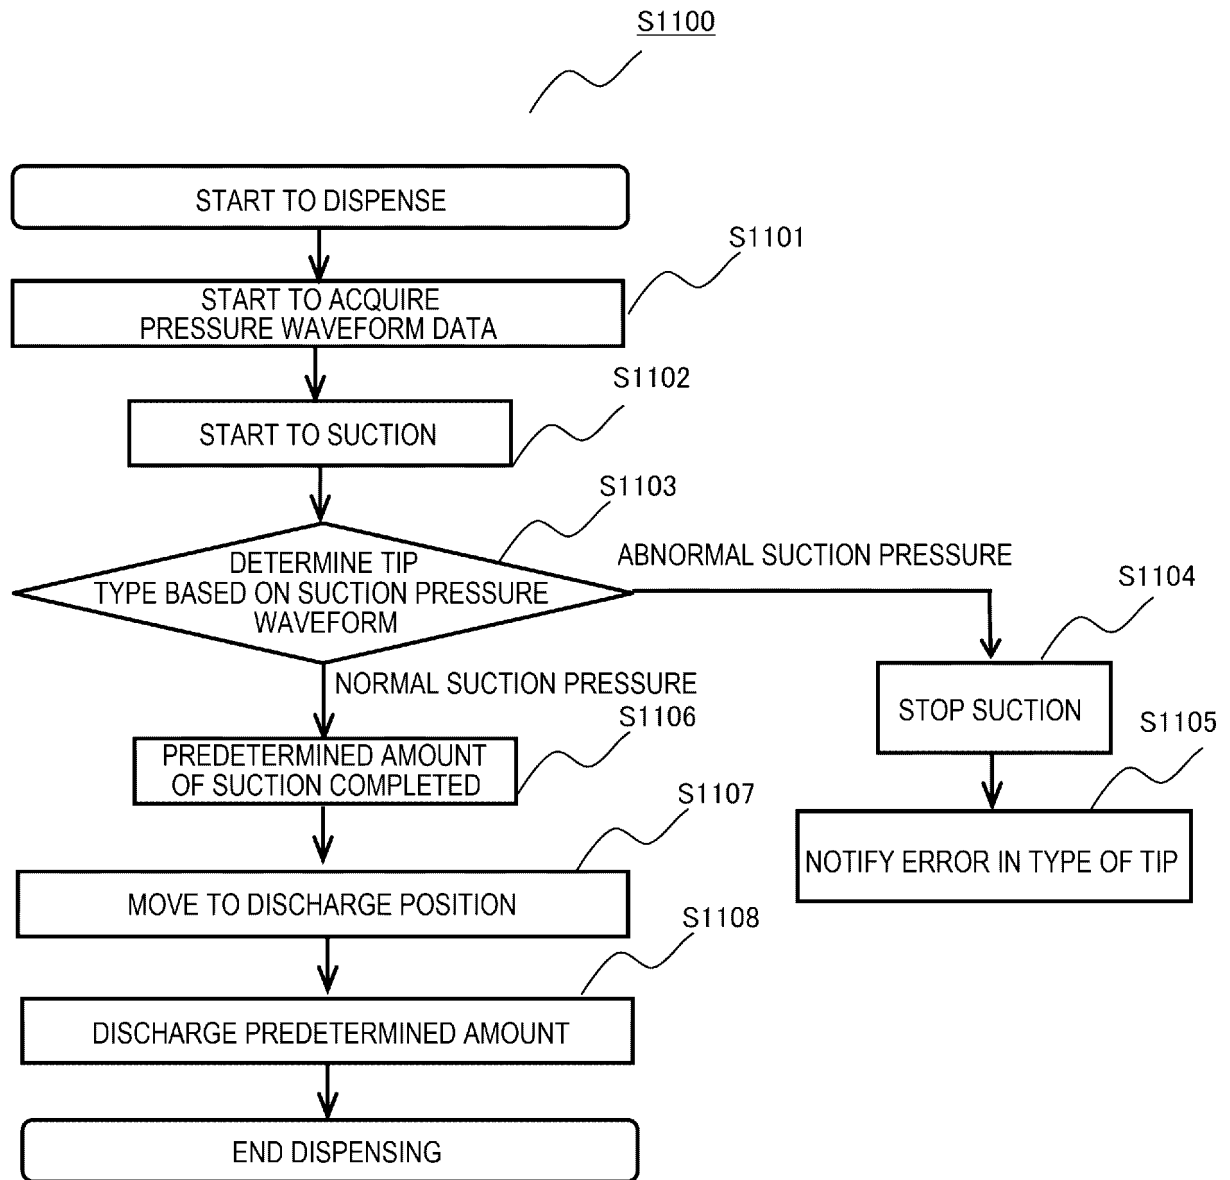 S1100
START TO DISPENSE
S1101
START TO ACQUIRE
PRESSURE WAVEFORM DATA
S1102
START TO SUCTION
S1103
DETERMINE TIP
TYPE BASED ON SUCTION PRESSURE
WAVEFORM
ABNORMAL SUCTION PRESSURE
S1104
STOP SUCTION
S1105
NOTIFY ERROR IN TYPE OF TIP
NORMAL SUCTION PRESSURE
S1106
PREDETERMINED AMOUNT
OF SUCTION COMPLETED
S1107
MOVE TO DISCHARGE POSITION
S1108
DISCHARGE PREDETERMINED AMOUNT
END DISPENSING